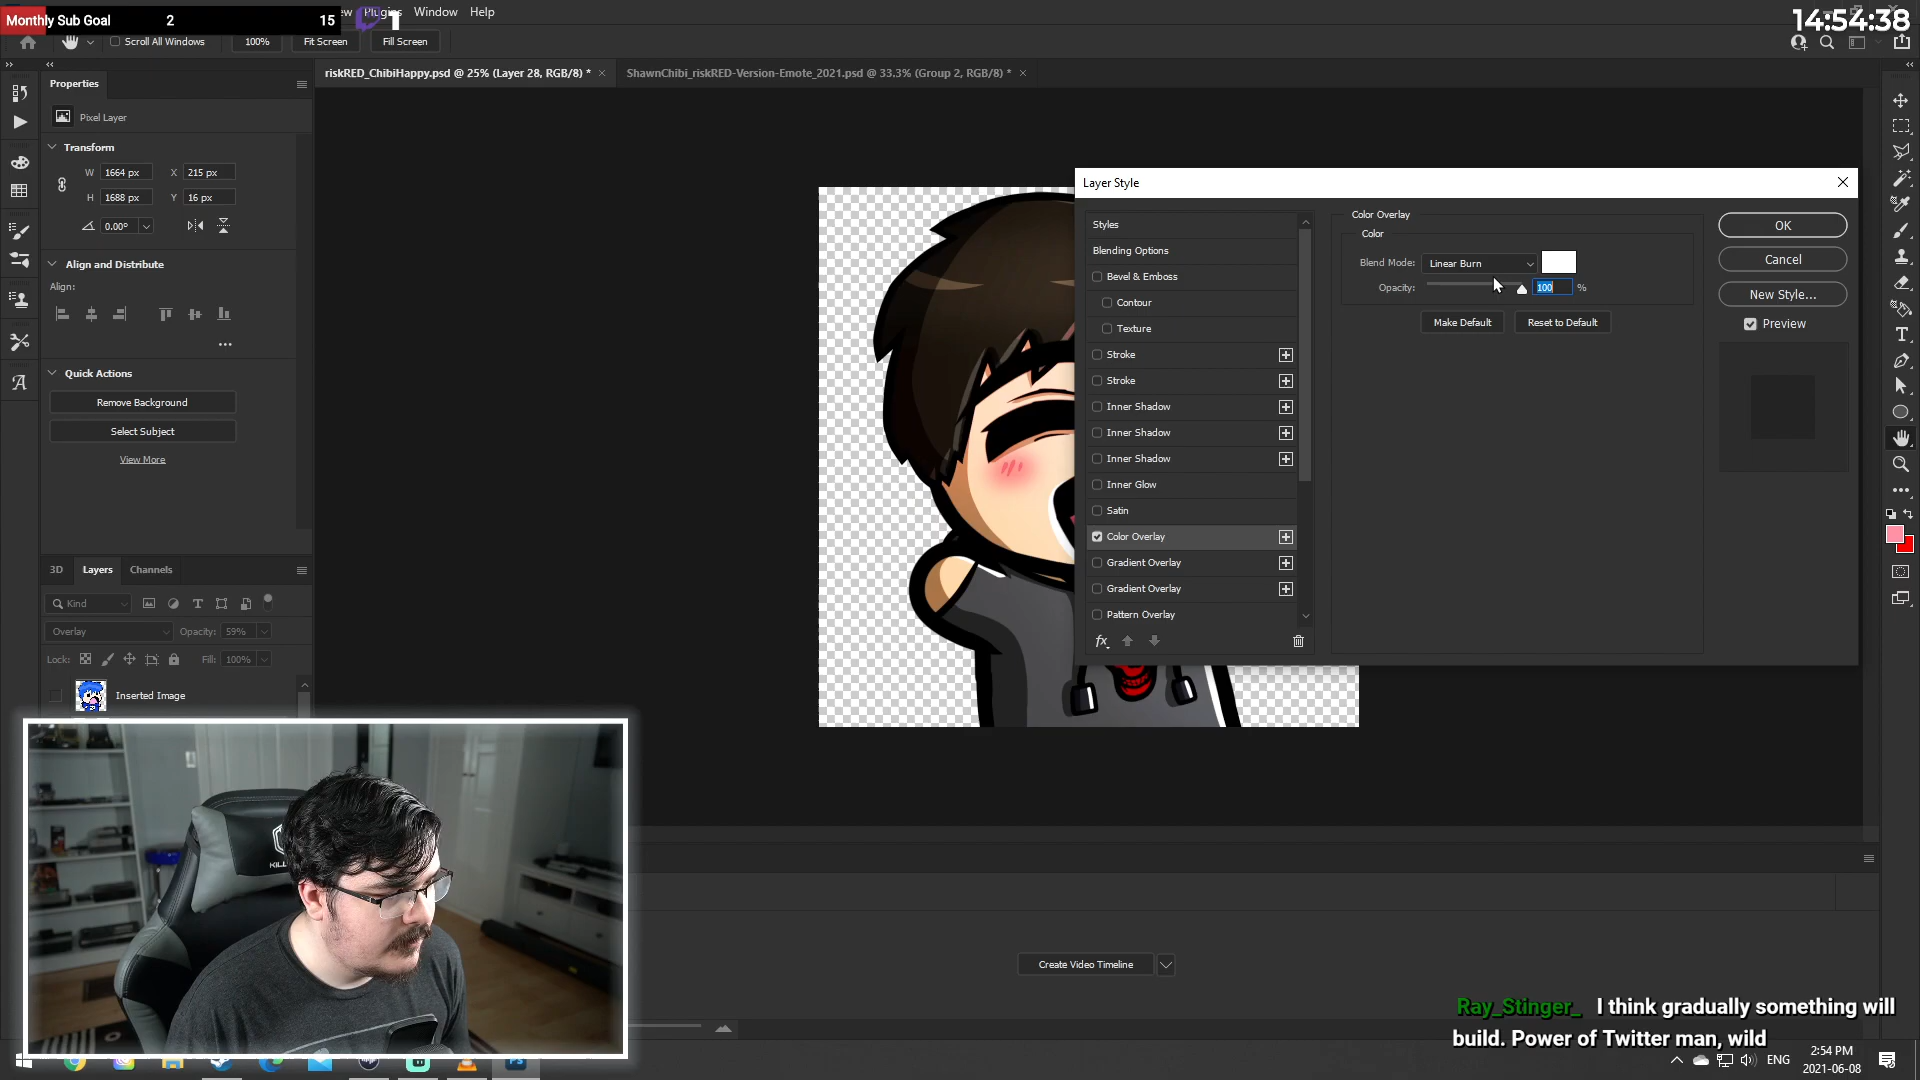 Monthly Sub Goal 2 15
1
Plugins Window Help
14:54:38
Scroll All Windows 100% Fit Screen Fill Screen
riskRED_ChibiHappy.psd @ 25% (Layer 28, RGB/8) * ×
ShawnChibi_riskRED-Version-Emote_2021.psd @ 33.3% (Group 2, RGB/8) * ×
Properties
Pixel Layer
Transform
W 1664 px X 215 px
H 1688 px Y 16 px
0.00°
Align and Distribute
Align:
Quick Actions
Remove Background
Select Subject
View More
3D Layers Channels
Kind
Overlay Opacity: 59%
Lock: Fill: 100%
Inserted Image
Layer Style
Styles
Blending Options
Bevel & Emboss
Contour
Texture
Stroke
Stroke
Inner Shadow
Inner Shadow
Inner Shadow
Inner Glow
Satin
Color Overlay
Gradient Overlay
Gradient Overlay
Pattern Overlay
fx
Color Overlay
Color
Blend Mode: Linear Burn
Opacity: 100 %
Make Default Reset to Default
OK
Cancel
New Style...
Preview
Create Video Timeline
Ray_Stinger_ I think gradually something will
build. Power of Twitter man, wild
ENG
2:54 PM
2021-06-08